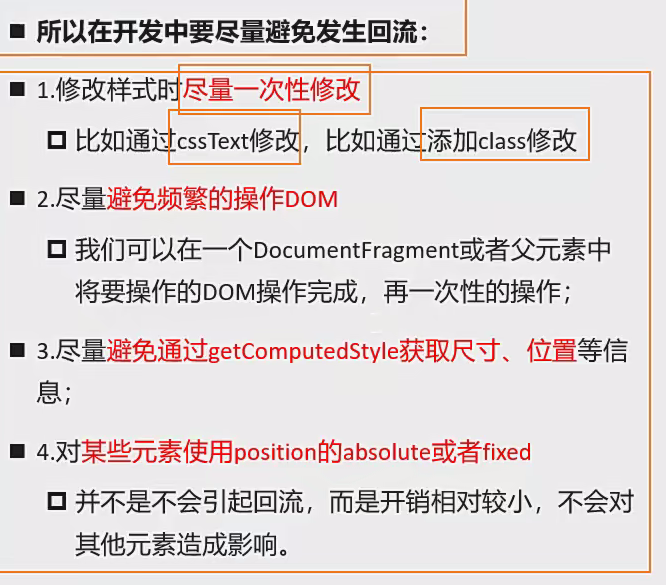 所以在开发中要尽量避免发生回流：
1.修改样式时尽量一次性修改
比如通过cssText修改，比如通过添加class修改
2.尽量避免频繁的操作DOM
我们可以在一个DocumentFragment或者父元素中
将要操作的DOM操作完成，再一次性的操作；
3.尽量避免通过getComputedStyle获取尺寸、位置等信
息；
4.对某些元素使用position的absolute或者fixed
并不是不会引起回流，而是开销相对较小，不会对
其他元素造成影响。